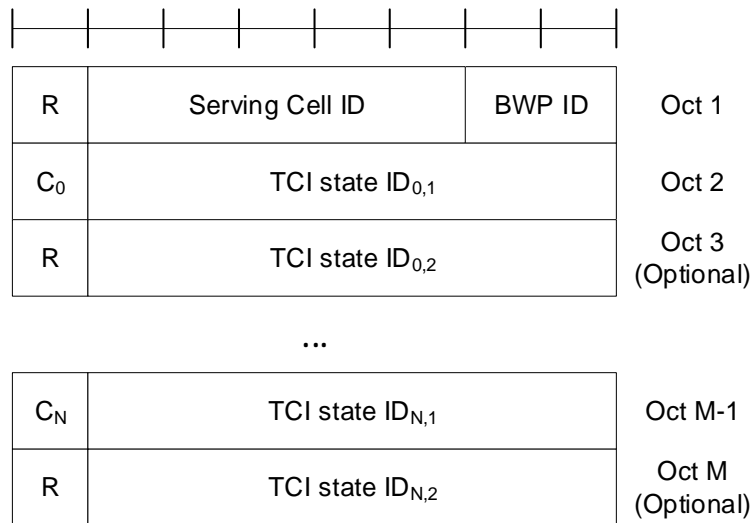 R Serving Cell ID BWP ID Oct 1
C0 TCI state ID0,1 Oct 2
R TCI state ID0,2 Oct 3
(Optional)
...
CN TCI state IDN,1 Oct M-1
R TCI state IDN,2 Oct M
(Optional)